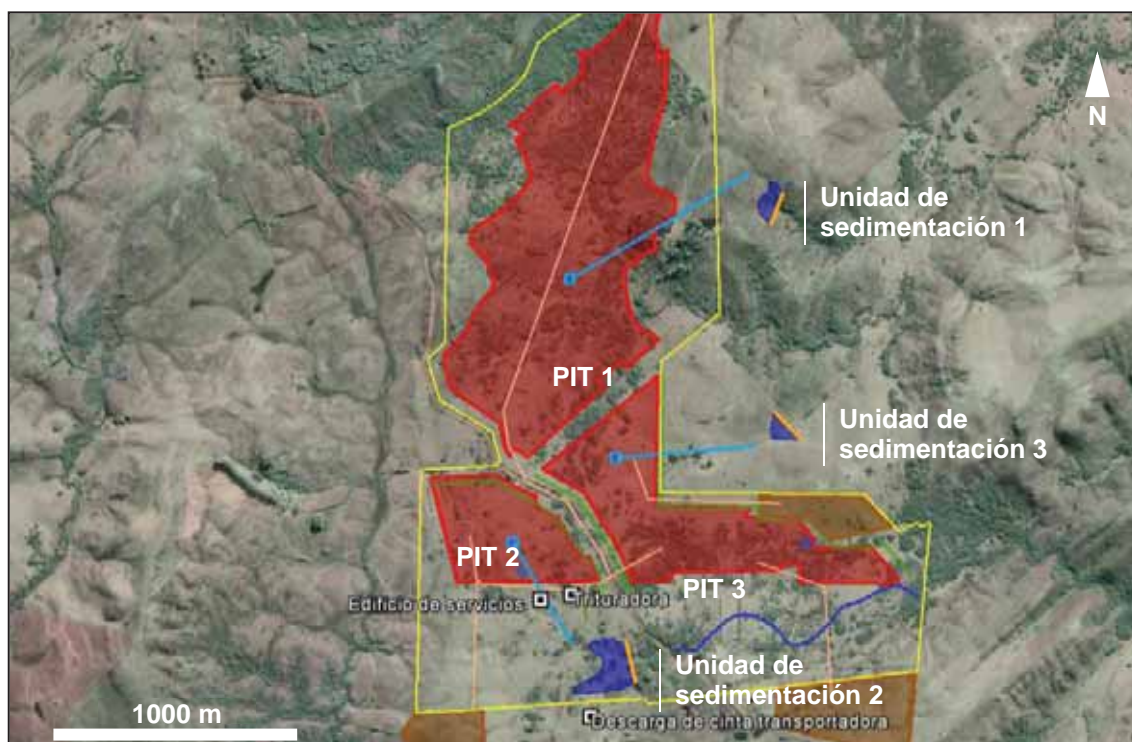 N
Unidad de
sedimentación 1
PIT 1
Unidad de
sedimentación 3
PIT 2
PIT 3
Edificio de servicios
Trituradora
Unidad de
sedimentación 2
1000 m
Descarga de cinta transportadora